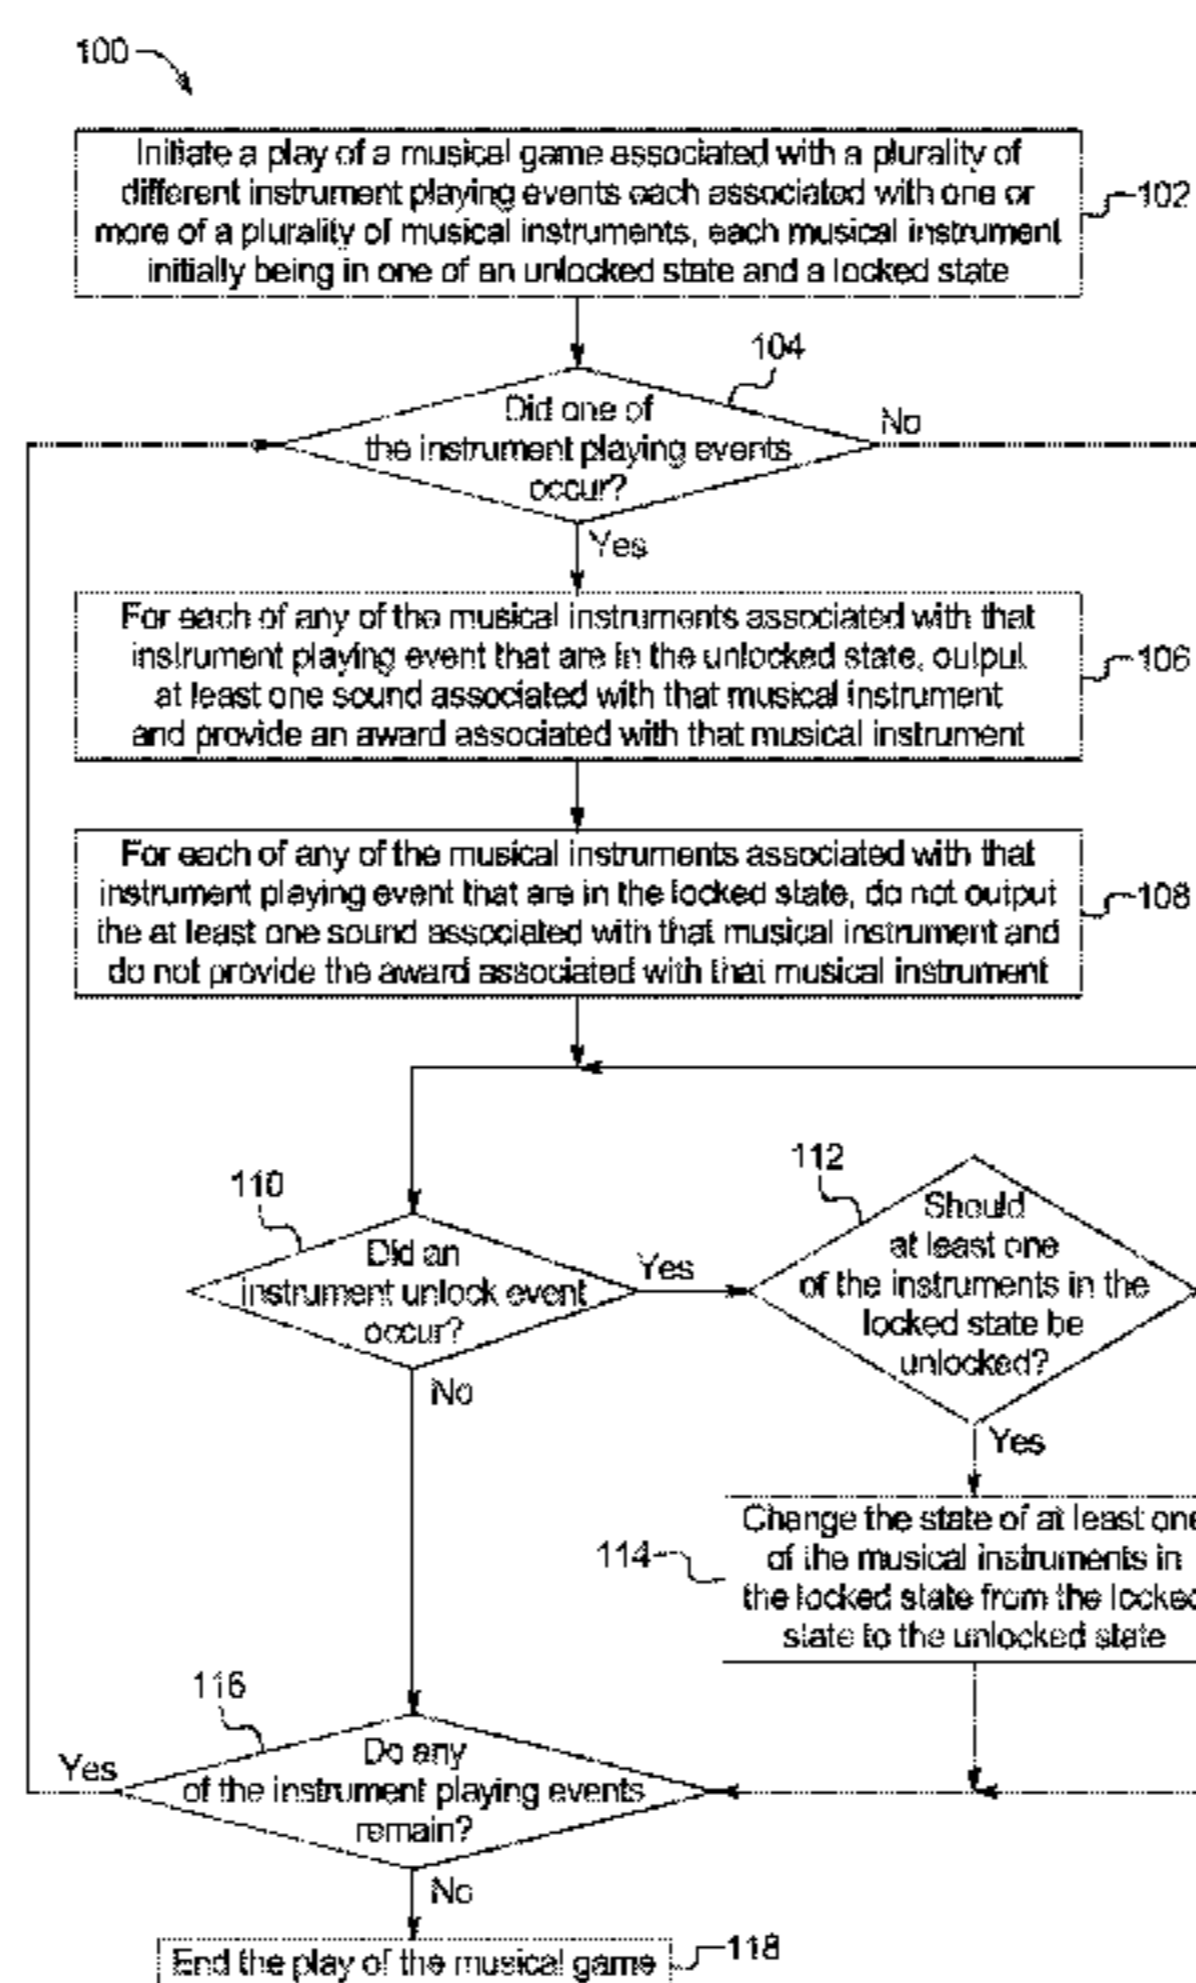 100
Initiate a play of a musical game associated with a plurality of
different instrument playing events each associated with one or
more of a plurality of musical instruments, each musical instrument
initially being in one of an unlocked state and a locked state
102
104
Did one of
the instrument playing events
occur?
No
Yes
For each of any of the musical instruments associated with that
instrument playing event that are in the unlocked state, output
at least one sound associated with that musical instrument
and provide an award associated with that musical instrument
106
For each of any of the musical instruments associated with that
instrument playing event that are in the locked state, do not output
the at least one sound associated with that musical instrument and
do not provide the award associated with that musical instrument
108
110
Did an
instrument unlock event
occur?
Yes
No
112
Should
at least one
of the instruments in the
locked state be
unlocked?
Yes
114
Change the state of at least one
of the musical instruments in
the locked state from the locked
state to the unlocked state
116
Do any
of the instrument playing events
remain?
Yes
No
End the play of the musical game
118